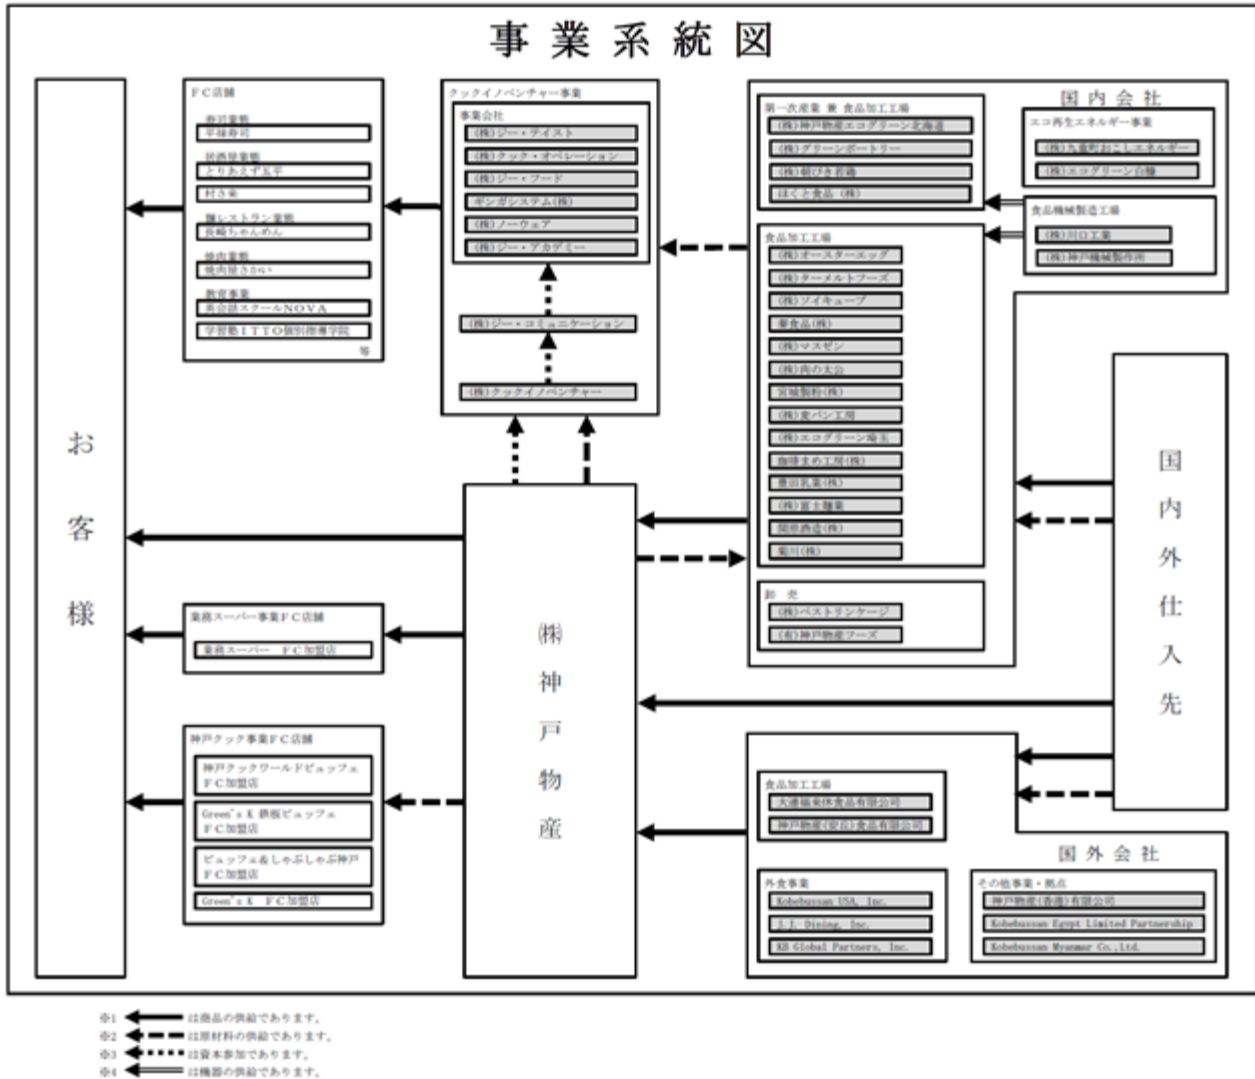 事業系統図
お客様
FC店舗
寿司業態
平禄寿司
居酒屋業態
とりあえず五平
村さ来
麺レストラン業態
長崎ちゃんめん
焼肉業態
焼肉屋さかい
教育事業
英会話スクールNOVA
学習塾ITTO個別指導学院
等
業務スーパー事業FC店舗
業務スーパー FC加盟店
神戸クック事業FC店舗
神戸クックワールドビュッフェ
FC加盟店
Green's K 鉄板ビュッフェ
FC加盟店
ビュッフェ&しゃぶしゃぶ神戸
FC加盟店
Green's K FC加盟店
クックイノベンチャー事業
事業会社
(株)ジー・テイスト
(株)クック・オペレーション
(株)ジー・フード
ギンガシステム(株)
(株)ノーウェア
(株)ジー・アカデミー
(株)ジー・コミュニケーション
(株)クックイノベンチャー
㈱神戸物産
国内会社
第一次産業 兼 食品加工工場
(株)神戸物産エコグリーン北海道
(株)グリーンポートリー
(株)朝びき若鶏
ほくと食品(株)
エコ再生エネルギー事業
(株)九重町おこしエネルギー
(株)エコグリーン白糠
食品機械製造工場
(株)川口工業
(株)神戸機械製作所
食品加工工場
(株)オースターエッグ
(株)ターメルトフーズ
(株)ソイキューブ
秦食品(株)
(株)マスゼン
(株)肉の太公
宮城製粉(株)
(株)麦パン工房
(株)エコグリーン埼玉
珈琲まめ工房(株)
豊田乳業(株)
(株)富士麺業
関原酒造(株)
菊川(株)
卸 売
(株)ベストリンケージ
(有)神戸物産フーズ
国内外仕入先
国外会社
食品加工工場
大連福来休食品有限公司
神戸物産(安丘)食品有限公司
外食事業
Kobebussan USA, Inc.
J.J. Dining, Inc.
KB Global Partners, Inc.
その他事業・拠点
神戸物産(香港)有限公司
Kobebussan Egypt Limited Partnership
Kobebussan Myanmar Co.,Ltd.
※1 は商品の供給であります。
※2 は原材料の供給であります。
※3 は資本参加であります。
※4 は機器の供給であります。